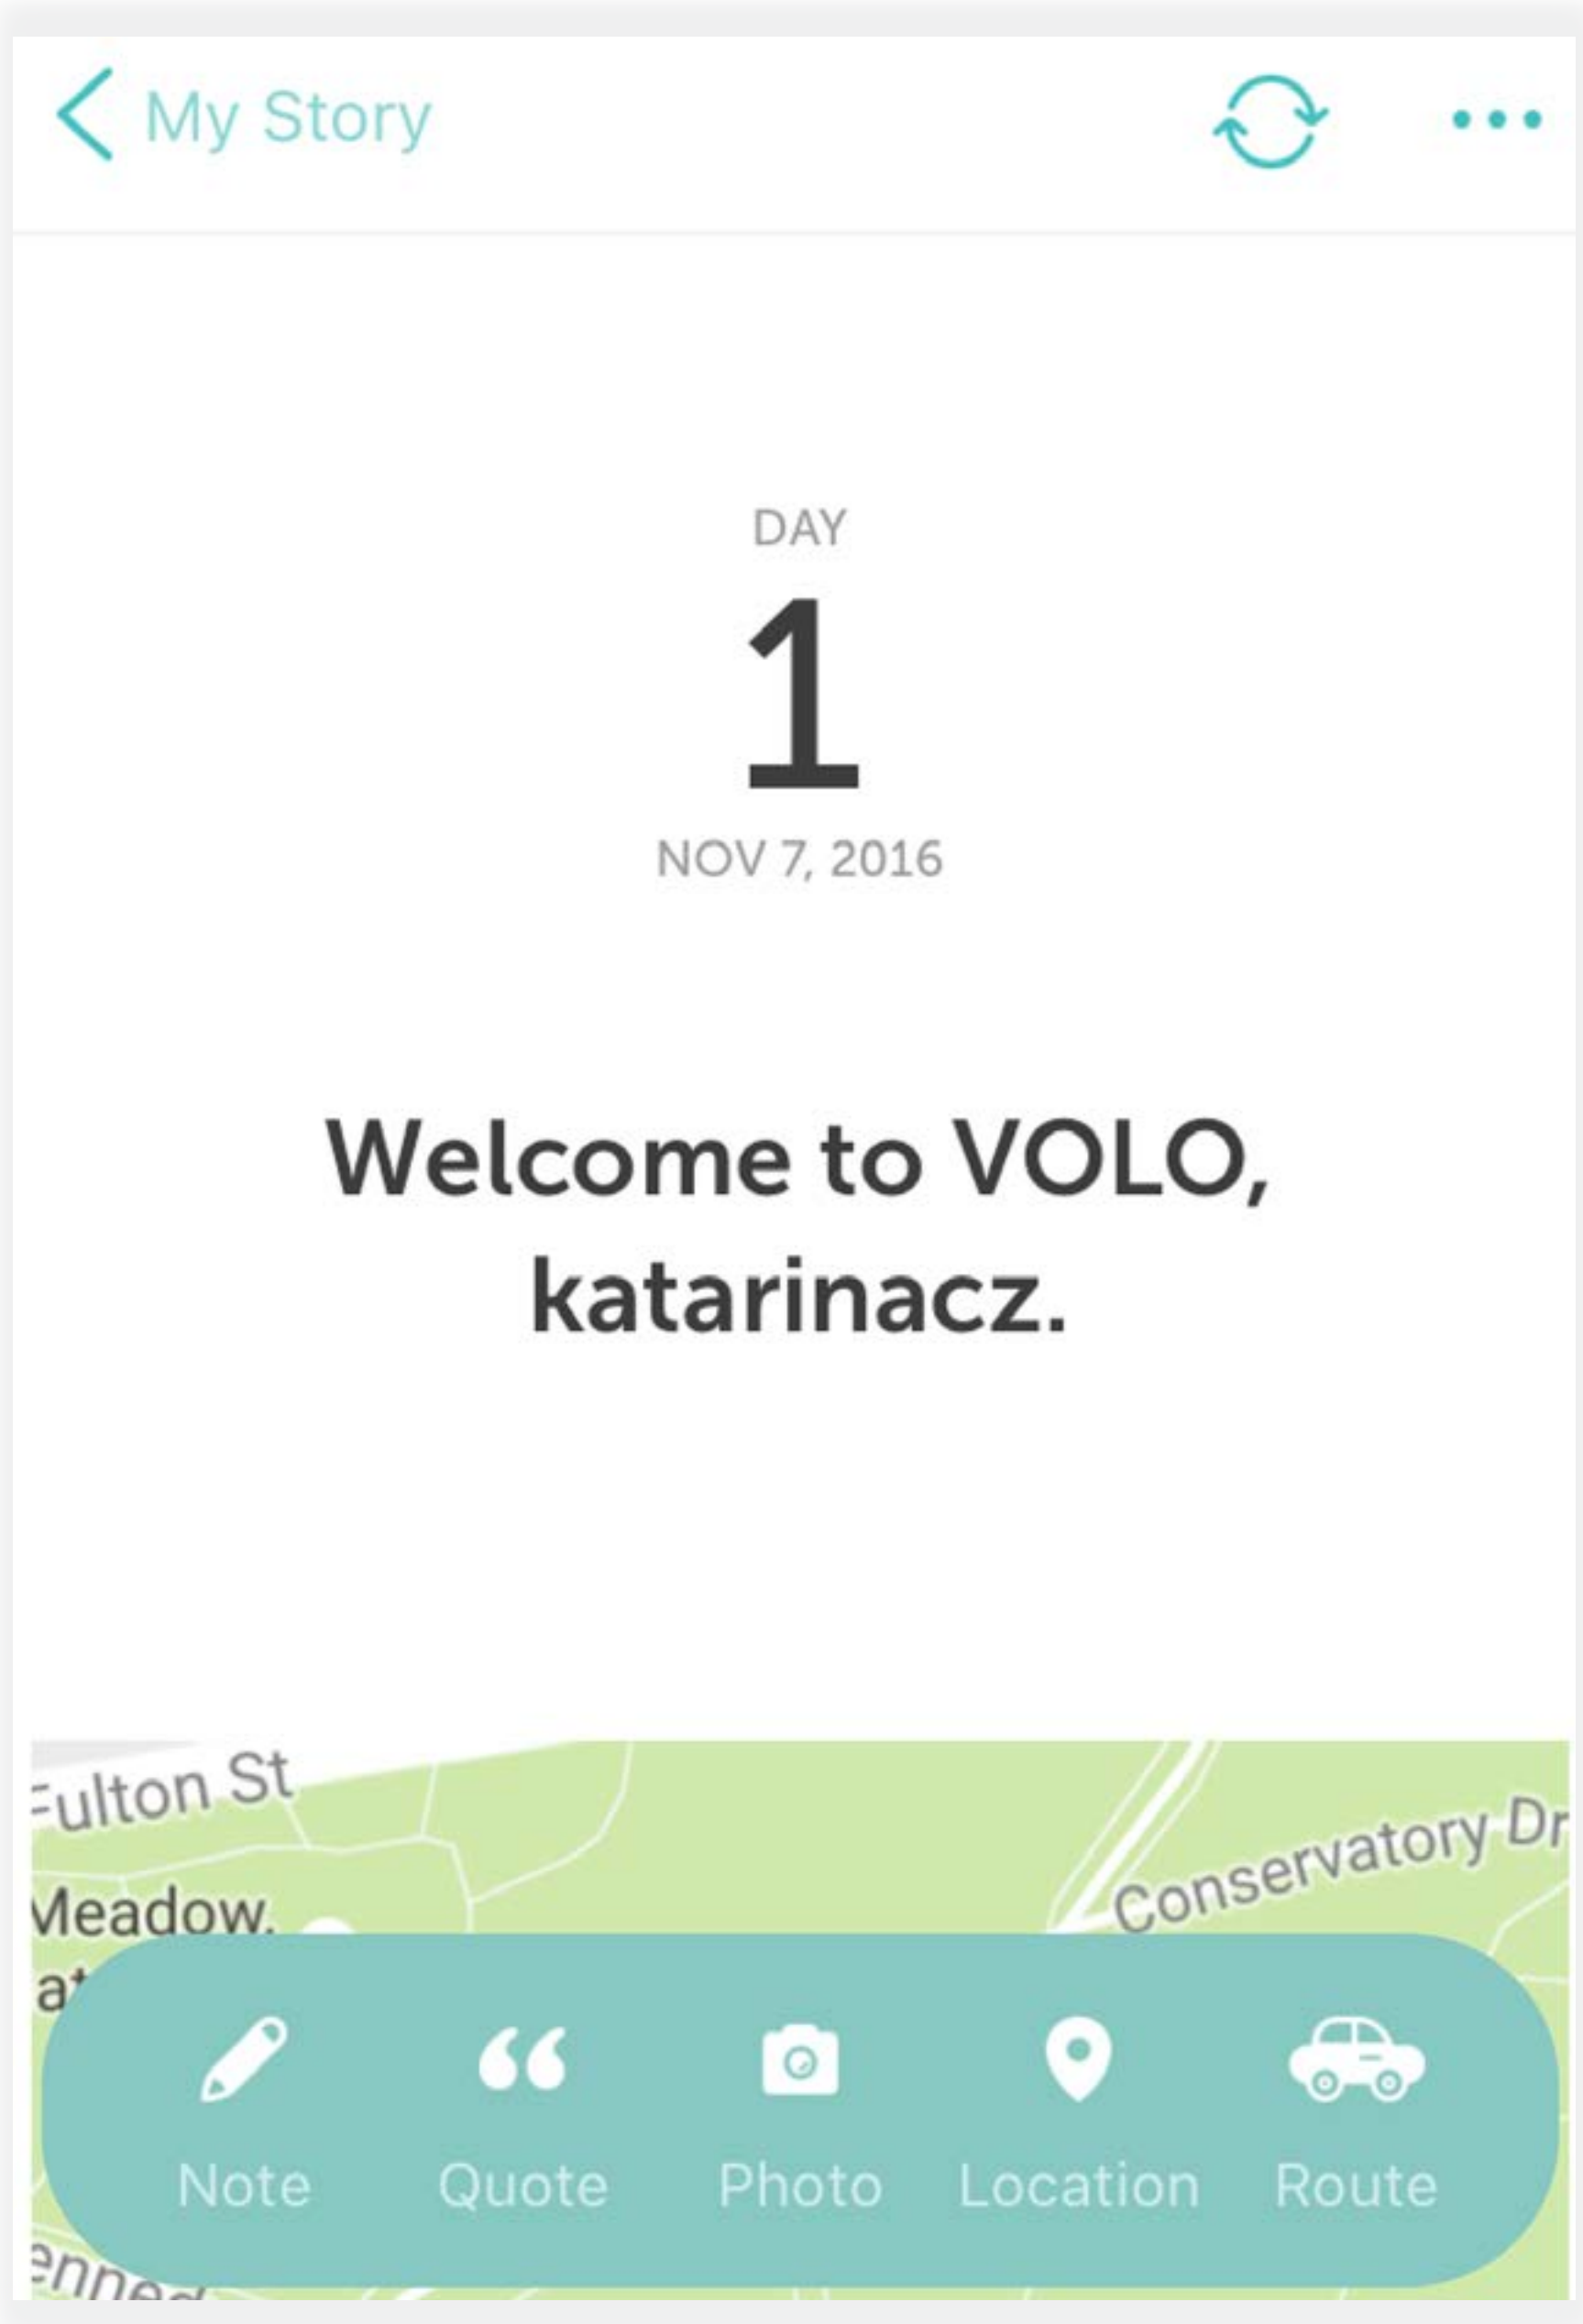 My Story
DAY
1
NOV 7, 2016
Welcome to VOLO,
katarinacz.
Fulton St
Conservatory Dr
Meadow.
Note Quote Photo Location Route